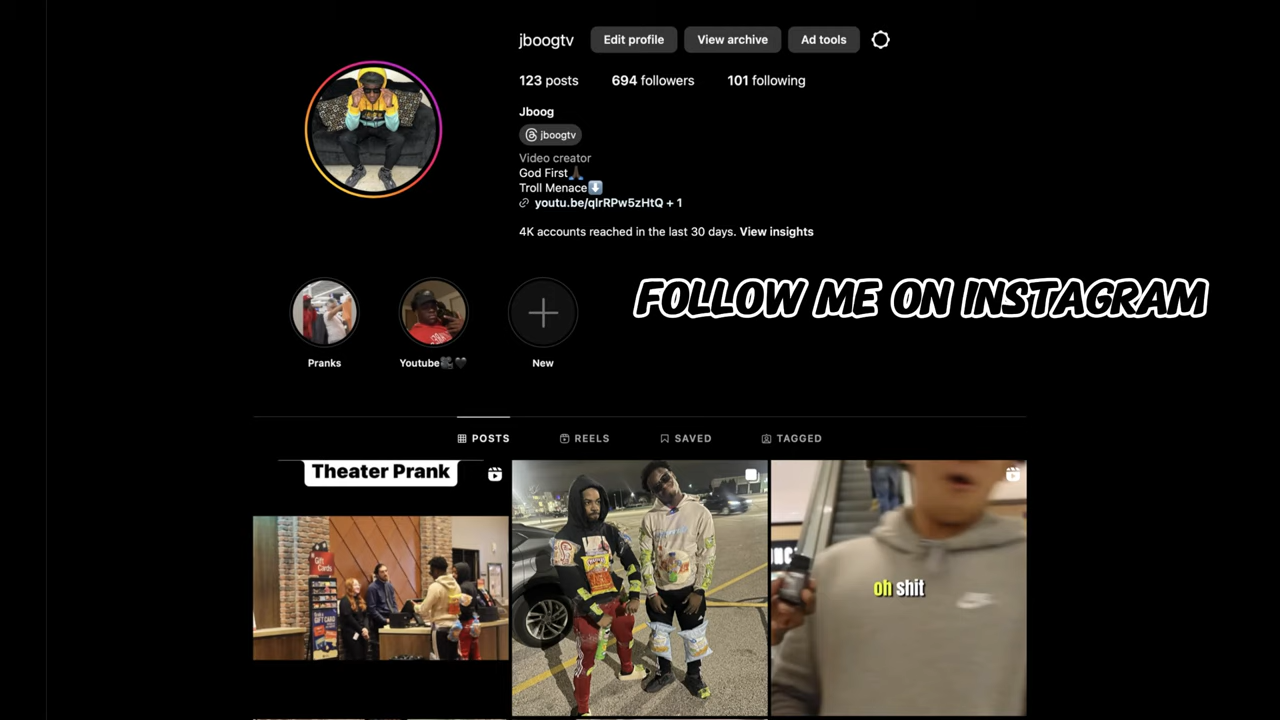 jboogtv Edit profile View archive Ad tools
123 posts 694 followers 101 following
Jboog
jboogtv
Video creator
God First🙏🏿
Troll Menace⬇️
youtu.be/qlrRPw5zHtQ + 1
4K accounts reached in the last 30 days. View insights
FOLLOW ME ON INSTAGRAM
Pranks Youtube🎥🖤 New
POSTS REELS SAVED TAGGED
Theater Prank
Gift Cards
oh shit